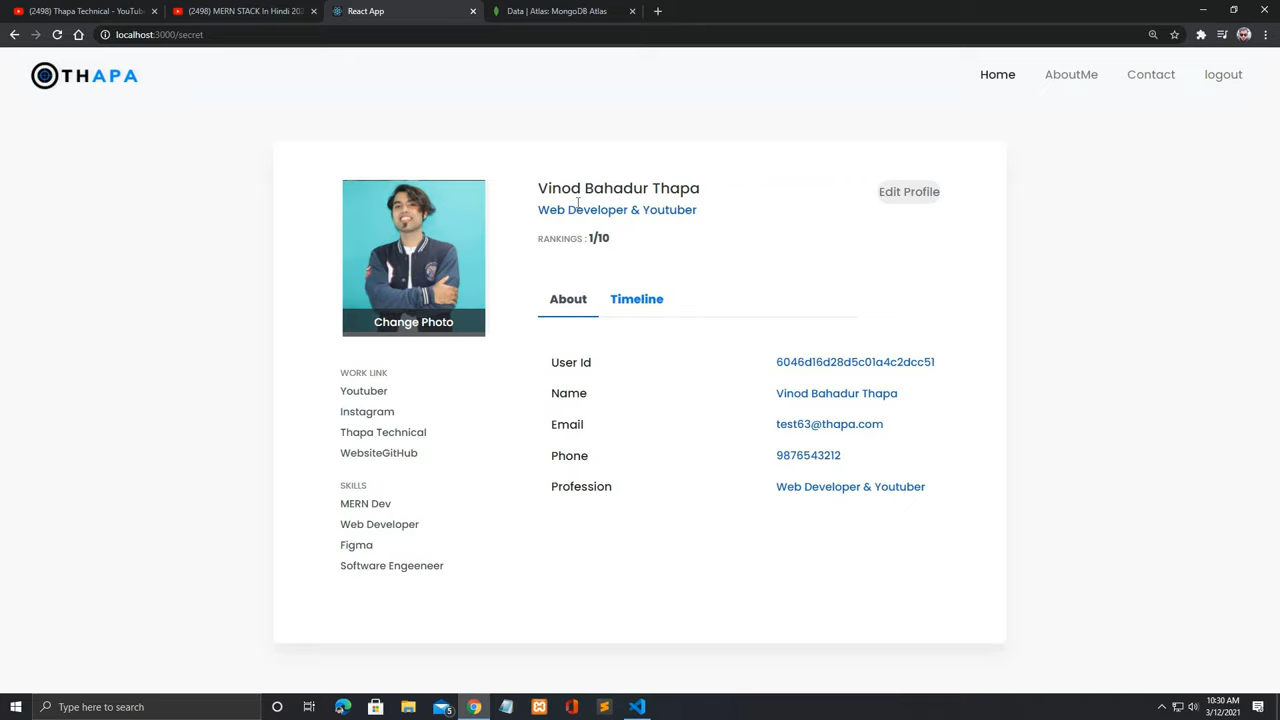 (2498) Thapa Technical - YouTub
(2498) MERN STACK In Hindi 202
React App
Data | Atlas: MongoDB Atlas
localhost:3000/secret
THAPA
Home
AboutMe
Contact
logout
Vinod Bahadur Thapa
Edit Profile
Web Developer & Youtuber
RANKINGS : 1/10
About
Timeline
Change Photo
User Id
6046d16d28d5c01a4c2dcc51
Name
Vinod Bahadur Thapa
Email
test63@thapa.com
Phone
9876543212
Profession
Web Developer & Youtuber
WORK LINK
Youtuber
Instagram
Thapa Technical
WebsiteGitHub
SKILLS
MERN Dev
Web Developer
Figma
Software Engeeneer
Type here to search
5
10:30 AM
3/12/2021